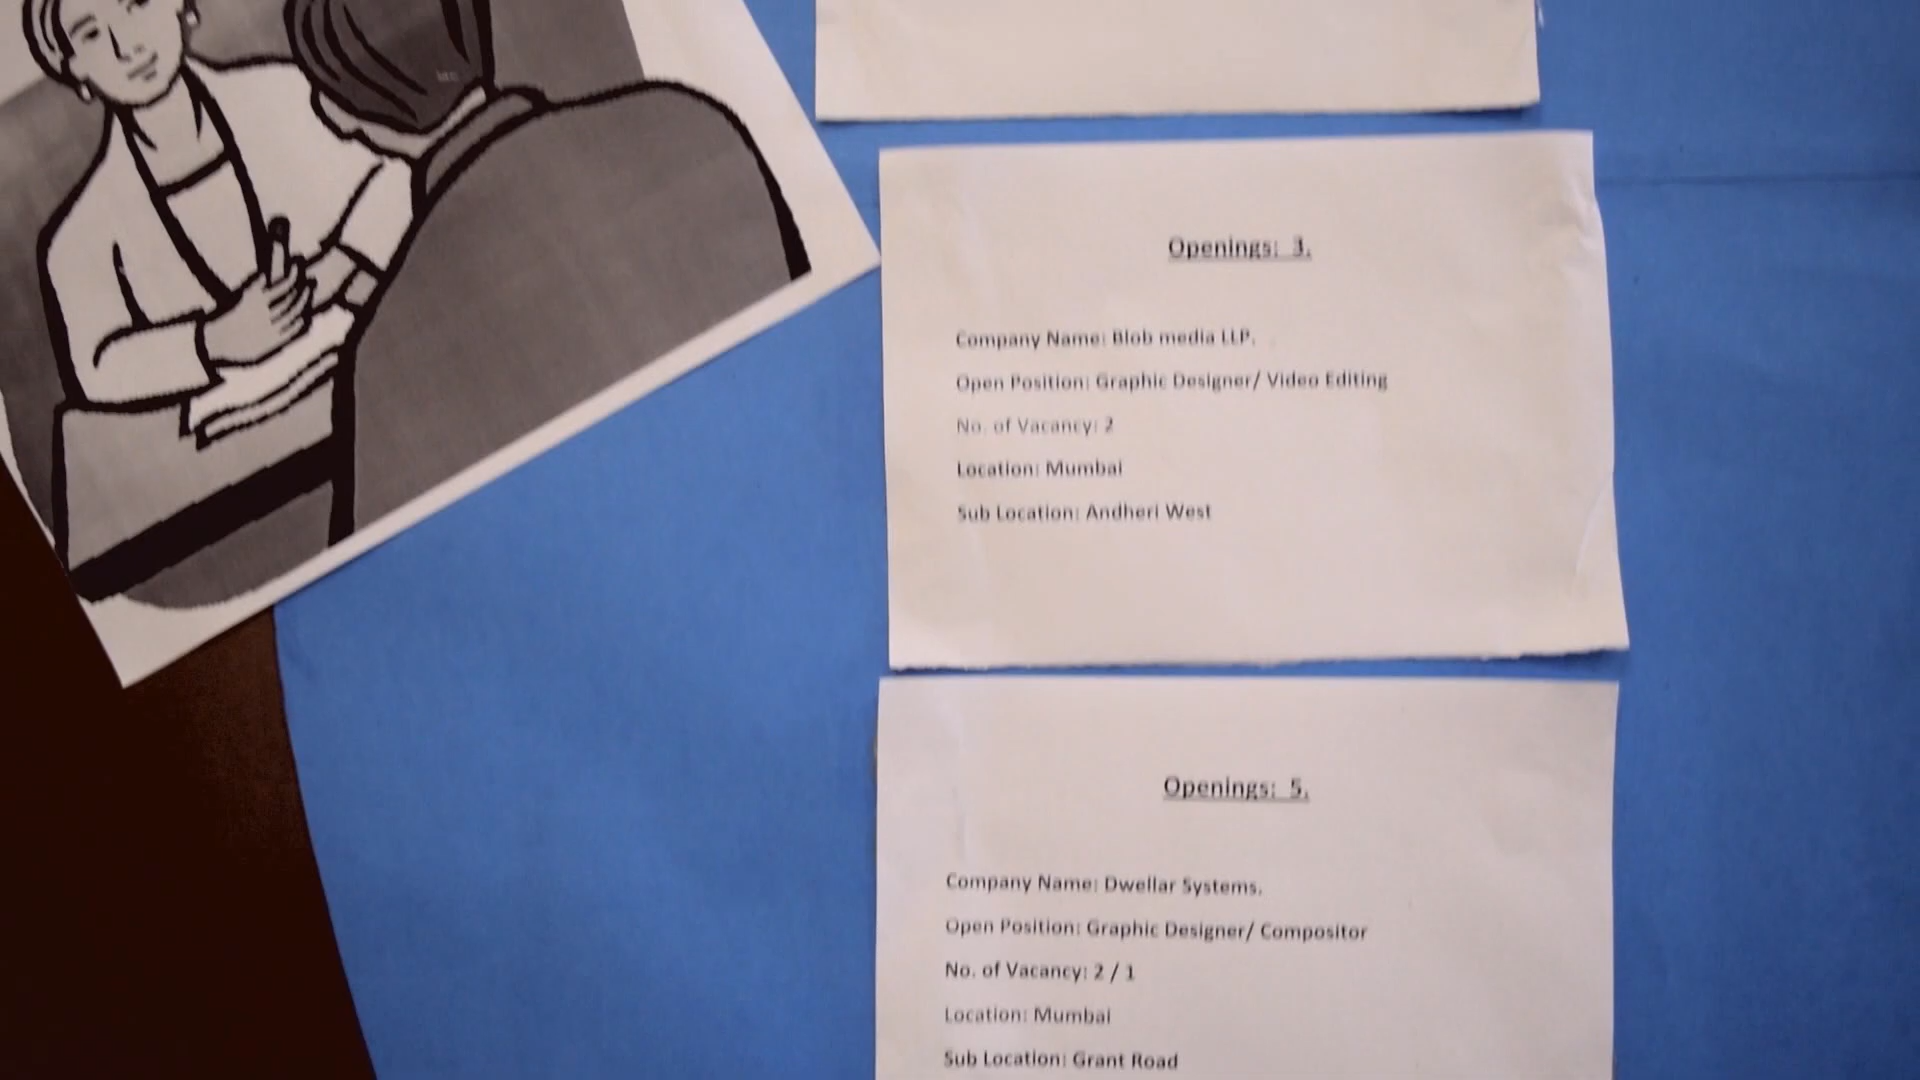 Openings: 3.
Company Name: Blob media LLP.
Open Position: Graphic Designer/ Video Editing
No. of Vacancy: 2
Location: Mumbai
Sub Location: Andheri West
Openings: 5.
Company Name: Dwellar Systems.
Open Position: Graphic Designer/ Compositor
No. of Vacancy: 2 / 1
Location: Mumbai
Sub Location: Grant Road